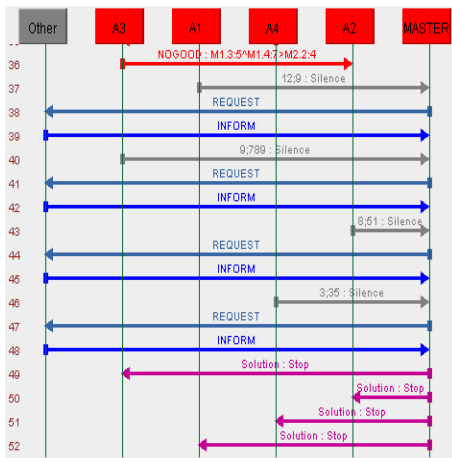 Other A3 A1 A4 A2 MASTER
36 NOGOOD : M1.3:5^M1.4:7>M2.2:4
37 12;9 : Silence
38 REQUEST
39 INFORM
40 9;789 : Silence
41 REQUEST
42 INFORM
43 8;51 : Silence
44 REQUEST
45 INFORM
46 3;35 : Silence
47 REQUEST
48 INFORM
49 Solution : Stop
50 Solution : Stop
51 Solution : Stop
52 Solution : Stop